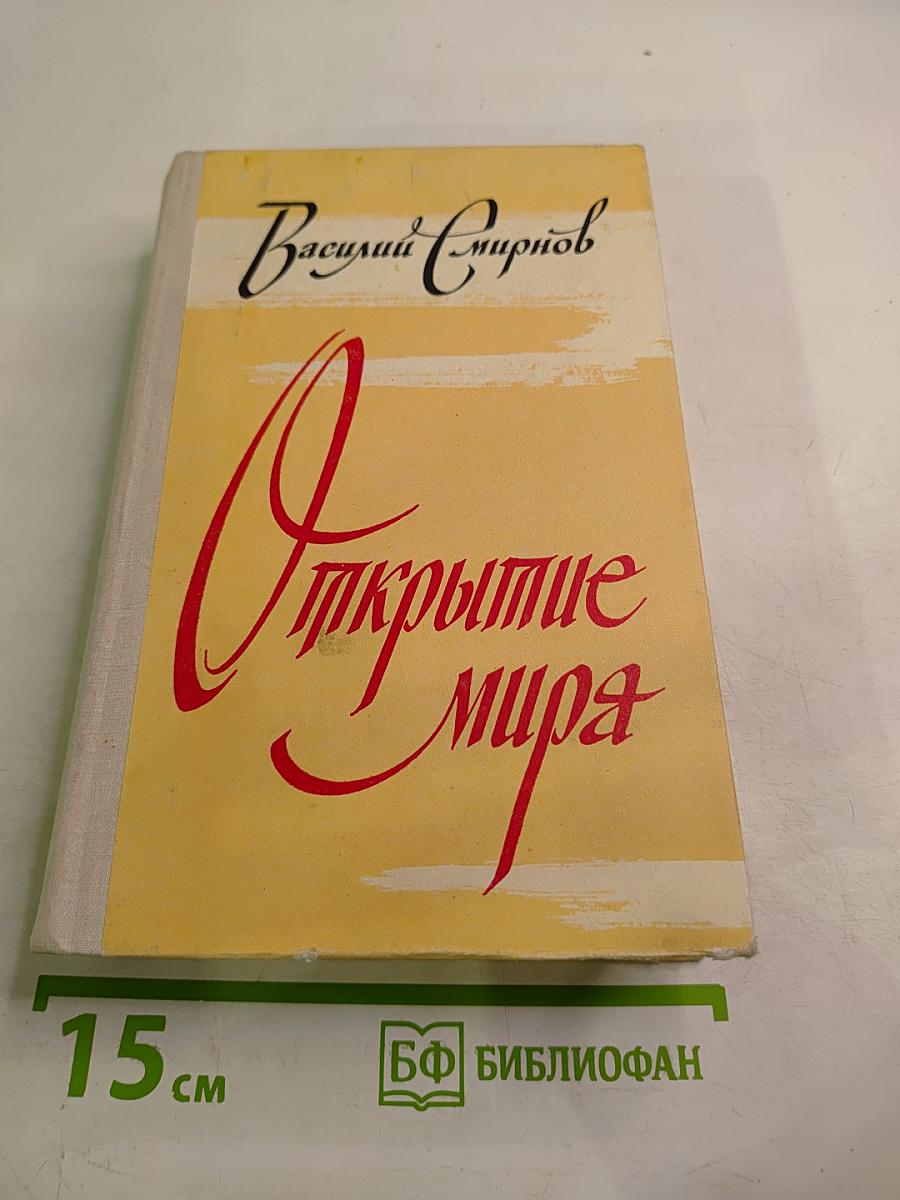 Василий Смирнов
Открытие
мира
15 см
БФ БИБЛИОФАН